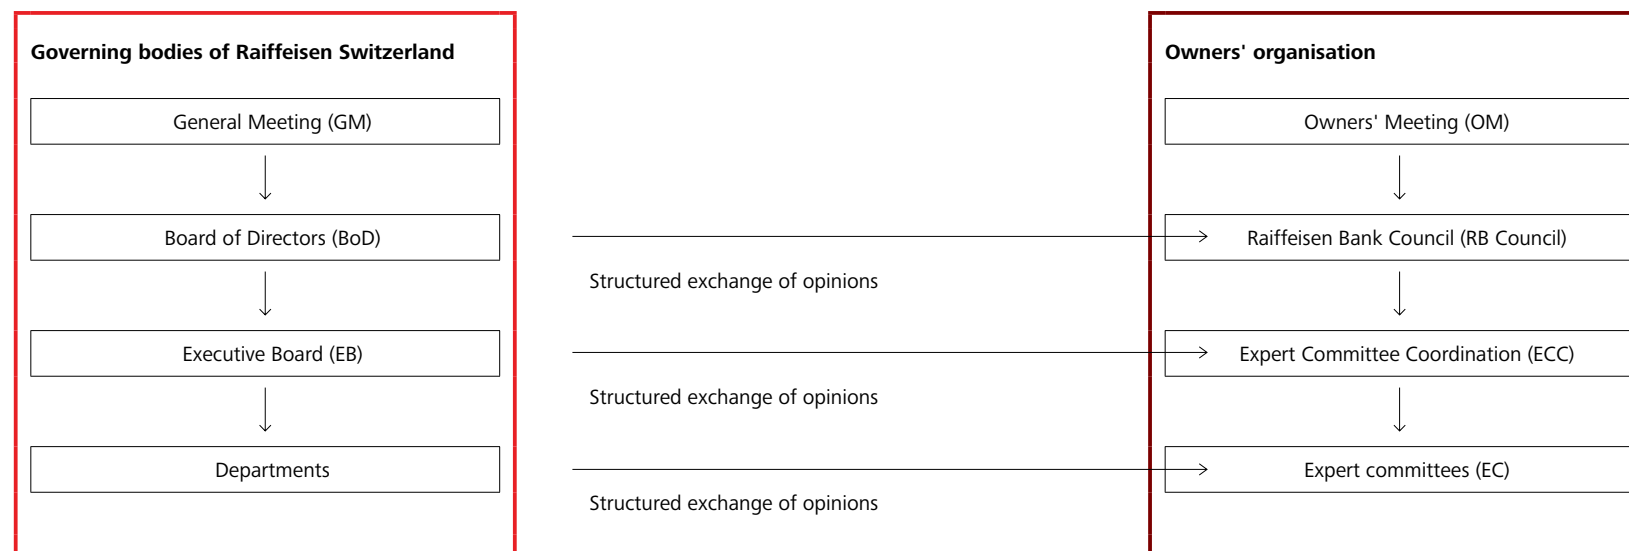 Governing bodies of Raiffeisen Switzerland
General Meeting (GM)
Board of Directors (BoD)
Executive Board (EB)
Departments
Structured exchange of opinions
Structured exchange of opinions
Structured exchange of opinions
Owners' organisation
Owners' Meeting (OM)
Raiffeisen Bank Council (RB Council)
Expert Committee Coordination (ECC)
Expert committees (EC)